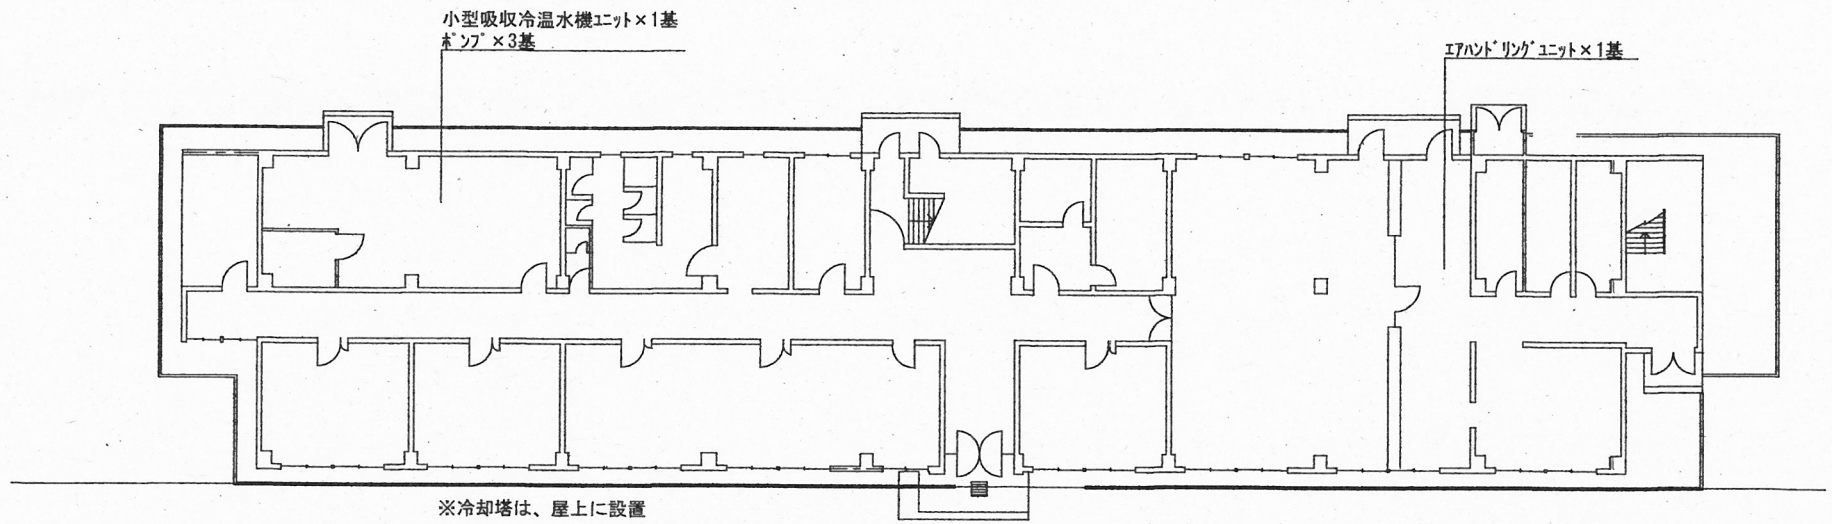 小型吸収冷温水機ﾕﾆｯﾄ×1基
ﾎﾟﾝﾌﾟ×3基
ｴｱﾊﾝﾄﾞﾘﾝｸﾞﾕﾆｯﾄ×1基
※冷却塔は、屋上に設置